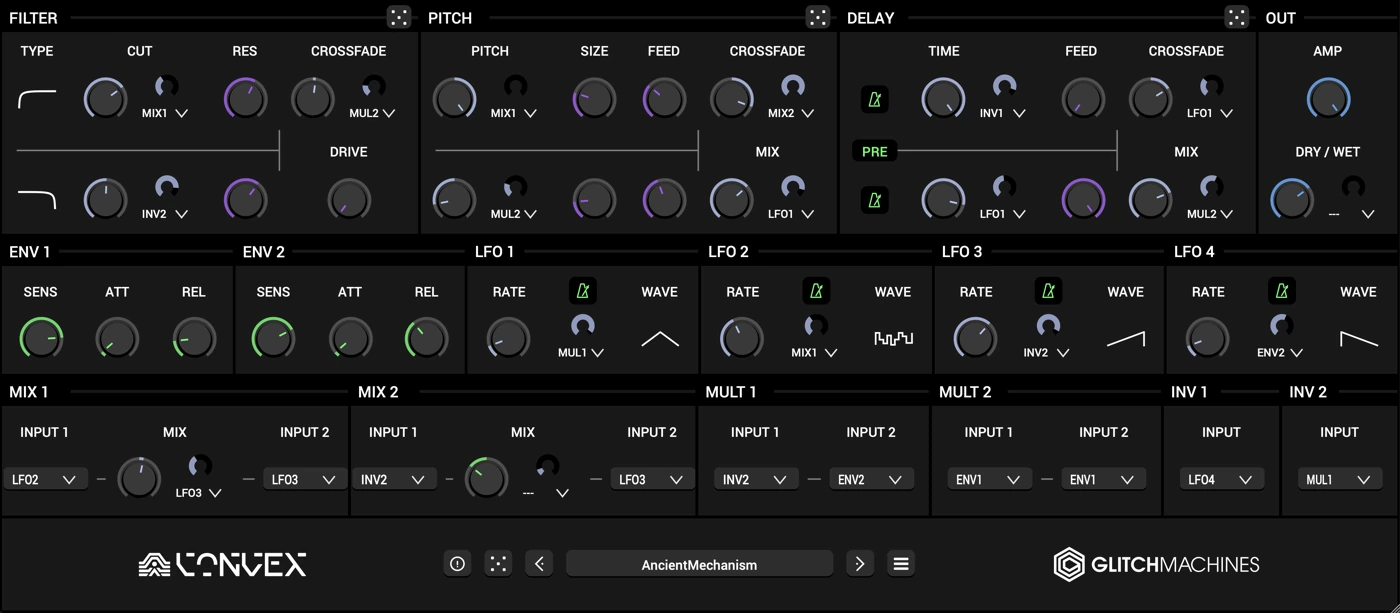 FILTER PITCH DELAY OUT
TYPE CUT RES CROSSFADE PITCH SIZE FEED CROSSFADE TIME FEED CROSSFADE AMP
MIX1 MUL2 MIX1 MIX2 INV1 LFO1
DRIVE MIX PRE MIX DRY / WET
INV2 MUL2 LFO1 LFO1 MUL2 ---
ENV 1 ENV 2 LFO 1 LFO 2 LFO 3 LFO 4
SENS ATT REL SENS ATT REL RATE WAVE RATE WAVE RATE WAVE RATE WAVE
MUL1 MIX1 INV2 ENV2
MIX 1 MIX 2 MULT 1 MULT 2 INV 1 INV 2
INPUT 1 MIX INPUT 2 INPUT 1 MIX INPUT 2 INPUT 1 INPUT 2 INPUT 1 INPUT 2 INPUT INPUT
LFO2 LFO3 LFO3 INV2 --- LFO3 INV2 ENV2 ENV1 ENV1 LFO4 MUL1
CONVEX AncientMechanism GLITCHMACHINES